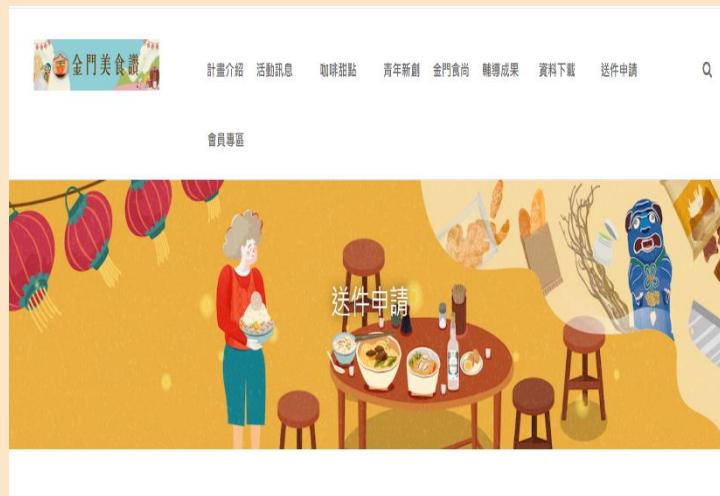 金門美食讚
計畫介紹 活動訊息 咖啡甜點 青年新創 金門食尚 輔導成果 資料下載 送件申請
會員專區
送件申請